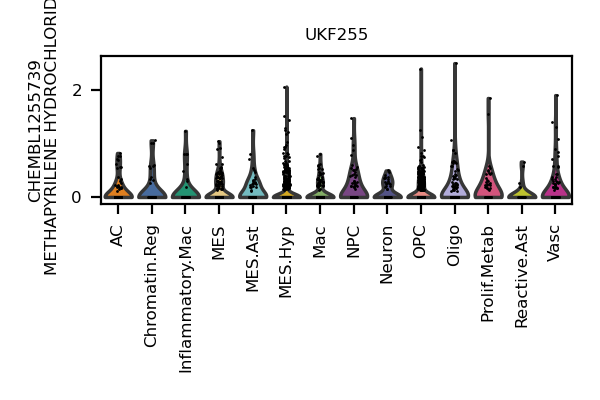 UKF255
CHEMBL1255739
METHAPYRILENE HYDROCHLORID
2
0
AC
Chromatin.Reg
Inflammatory.Mac
MES
MES.Ast
MES.Hyp
Mac
NPC
Neuron
OPC
Oligo
Prolif.Metab
Reactive.Ast
Vasc